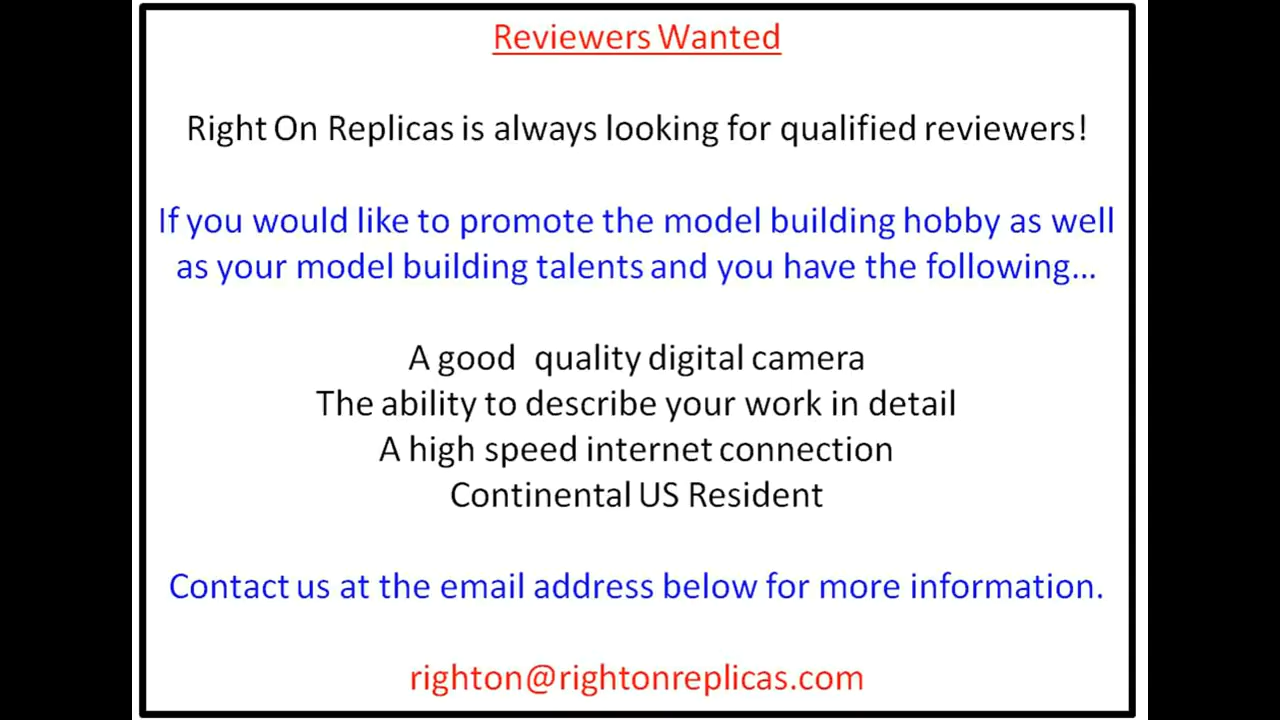 Reviewers Wanted
Right On Replicas is always looking for qualified reviewers!
If you would like to promote the model building hobby as well
as your model building talents and you have the following...
A good quality digital camera
The ability to describe your work in detail
A high speed internet connection
Continental US Resident
Contact us at the email address below for more information.
righton@rightonreplicas.com